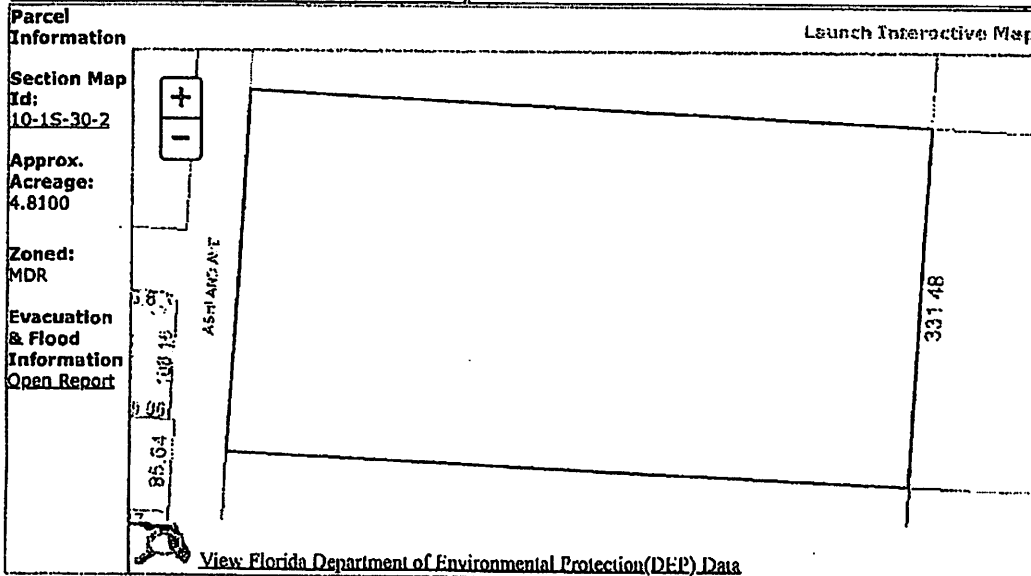 Parcel
Information
Launch Interactive Map
Section Map
Id:
10-1S-30-2
+
-
Approx.
Acreage:
4.8100
Zoned:
MDR
Evacuation
& Flood
Information
Open Report
ASHLAND AVE
331.48
85.64
View Florida Department of Environmental Protection(DEP) Data